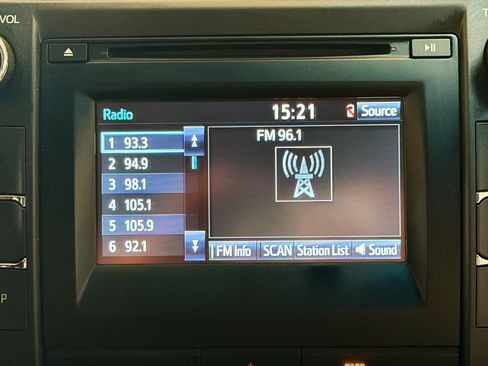 VOL
Radio
15:21
Source
1 93.3
2 94.9
3 98.1
4 105.1
5 105.9
6 92.1
FM 96.1
FM Info
SCAN
Station List
Sound
P